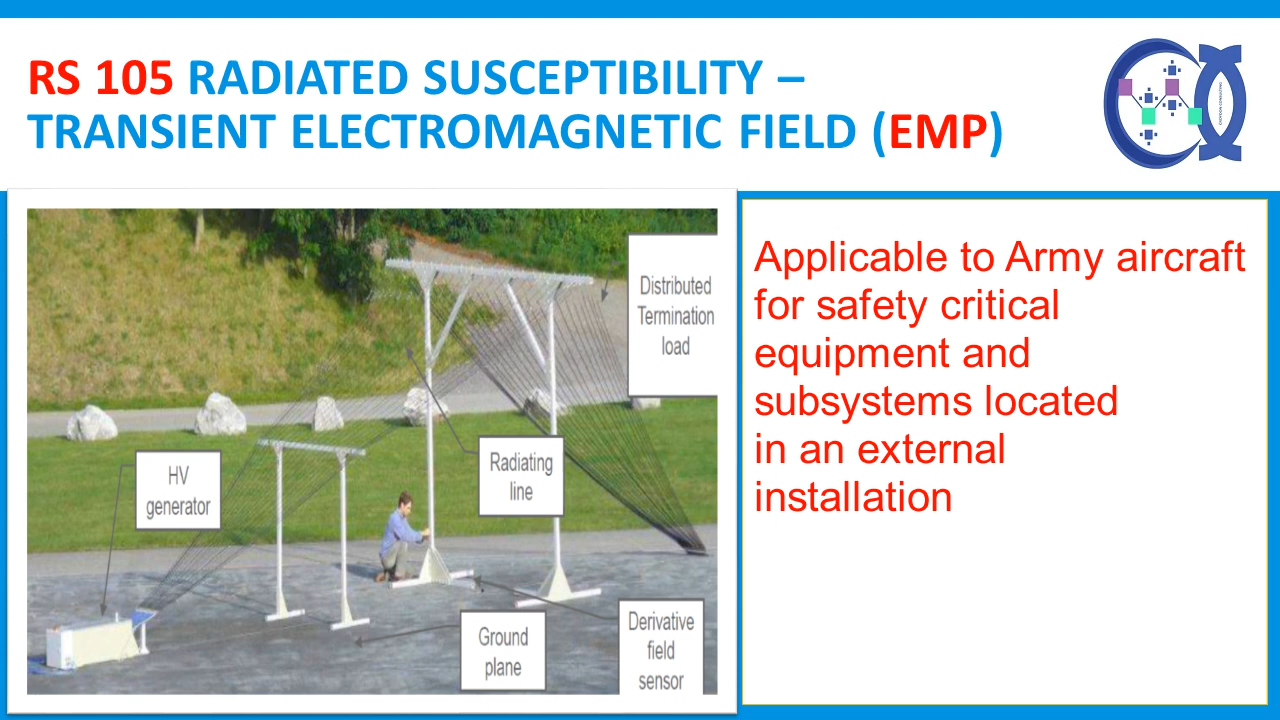 RS 105 RADIATED SUSCEPTIBILITY –
TRANSIENT ELECTROMAGNETIC FIELD (EMP)
Distributed
Termination
load
Radiating
line
HV
generator
Ground
plane
Derivative
field
sensor
Applicable to Army aircraft
for safety critical
equipment and
subsystems located
in an external
installation